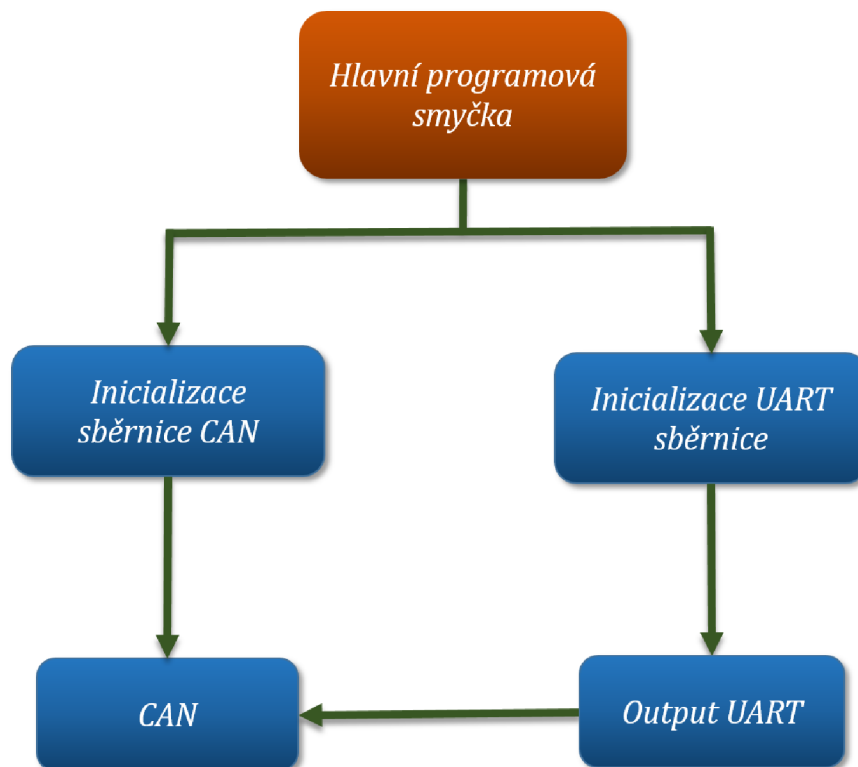 Hlavní programová
smyčka
Inicializace
sběrnice CAN
Inicializace UART
sběrnice
CAN
Output UART